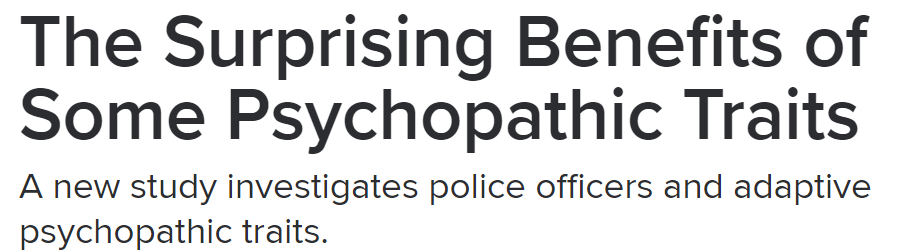 The Surprising Benefits of
Some Psychopathic Traits
A new study investigates police officers and adaptive
psychopathic traits.